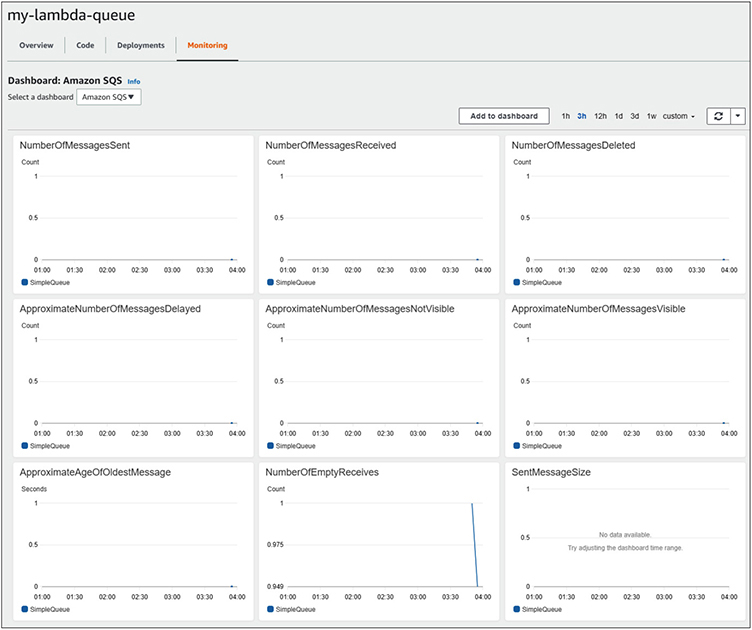 my-lambda-queue
Overview Code Deployments Monitoring
Dashboard: Amazon SQS Info
Select a dashboard Amazon SQS▼
Add to dashboard 1h 3h 12h 1d 3d 1w custom
NumberOfMessagesSent
Count
1
0.5
0
01:00 01:30 02:00 02:30 03:00 03:30 04:00
SimpleQueue
NumberOfMessagesReceived
Count
1
0.5
0
01:00 01:30 02:00 02:30 03:00 03:30 04:00
SimpleQueue
NumberOfMessagesDeleted
Count
1
0.5
0
01:00 01:30 02:00 02:30 03:00 03:30 04:00
SimpleQueue
ApproximateNumberOfMessagesDelayed
Count
1
0.5
0
01:00 01:30 02:00 02:30 03:00 03:30 04:00
SimpleQueue
ApproximateNumberOfMessagesNotVisible
Count
1
0.5
0
01:00 01:30 02:00 02:30 03:00 03:30 04:00
SimpleQueue
ApproximateNumberOfMessagesVisible
Count
1
0.5
0
01:00 01:30 02:00 02:30 03:00 03:30 04:00
SimpleQueue
ApproximateAgeOfOldestMessage
Seconds
1
0.5
0
01:00 01:30 02:00 02:30 03:00 03:30 04:00
SimpleQueue
NumberOfEmptyReceives
Count
1
0.975
0.949
01:00 01:30 02:00 02:30 03:00 03:30 04:00
SimpleQueue
SentMessageSize
1
0.5
0
No data available.
Try adjusting the dashboard time range.
01:00 01:30 02:00 02:30 03:00 03:30 04:00
SimpleQueue